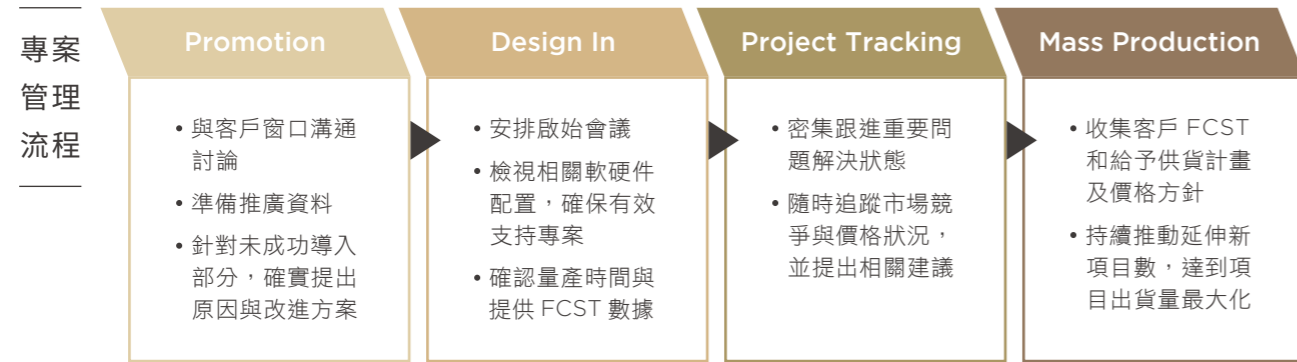 專案
管理
流程
Promotion
• 與客戶窗口溝通
討論
• 準備推廣資料
• 針對未成功導入
部分，確實提出
原因與改進方案
Design In
• 安排啟始會議
• 檢視相關軟硬件
配置，確保有效
支持專案
• 確認量產時間與
提供 FCST 數據
Project Tracking
• 密集跟進重要問
題解決狀態
• 隨時追蹤市場競
爭與價格狀況，
並提出相關建議
Mass Production
• 收集客戶 FCST
和給予供貨計畫
及價格方針
• 持續推動延伸新
項目數，達到項
目出貨量最大化